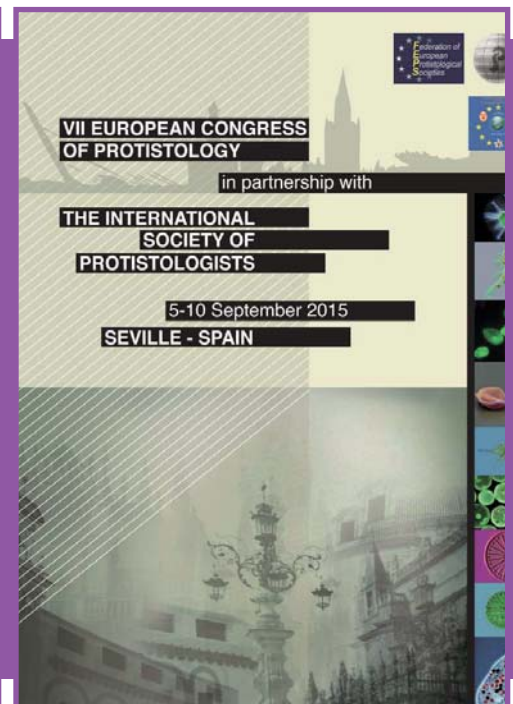 Federation of
European
Protistological
Societies
VII EUROPEAN CONGRESS
OF PROTISTOLOGY
in partnership with
THE INTERNATIONAL
SOCIETY OF
PROTISTOLOGISTS
5-10 September 2015
SEVILLE - SPAIN